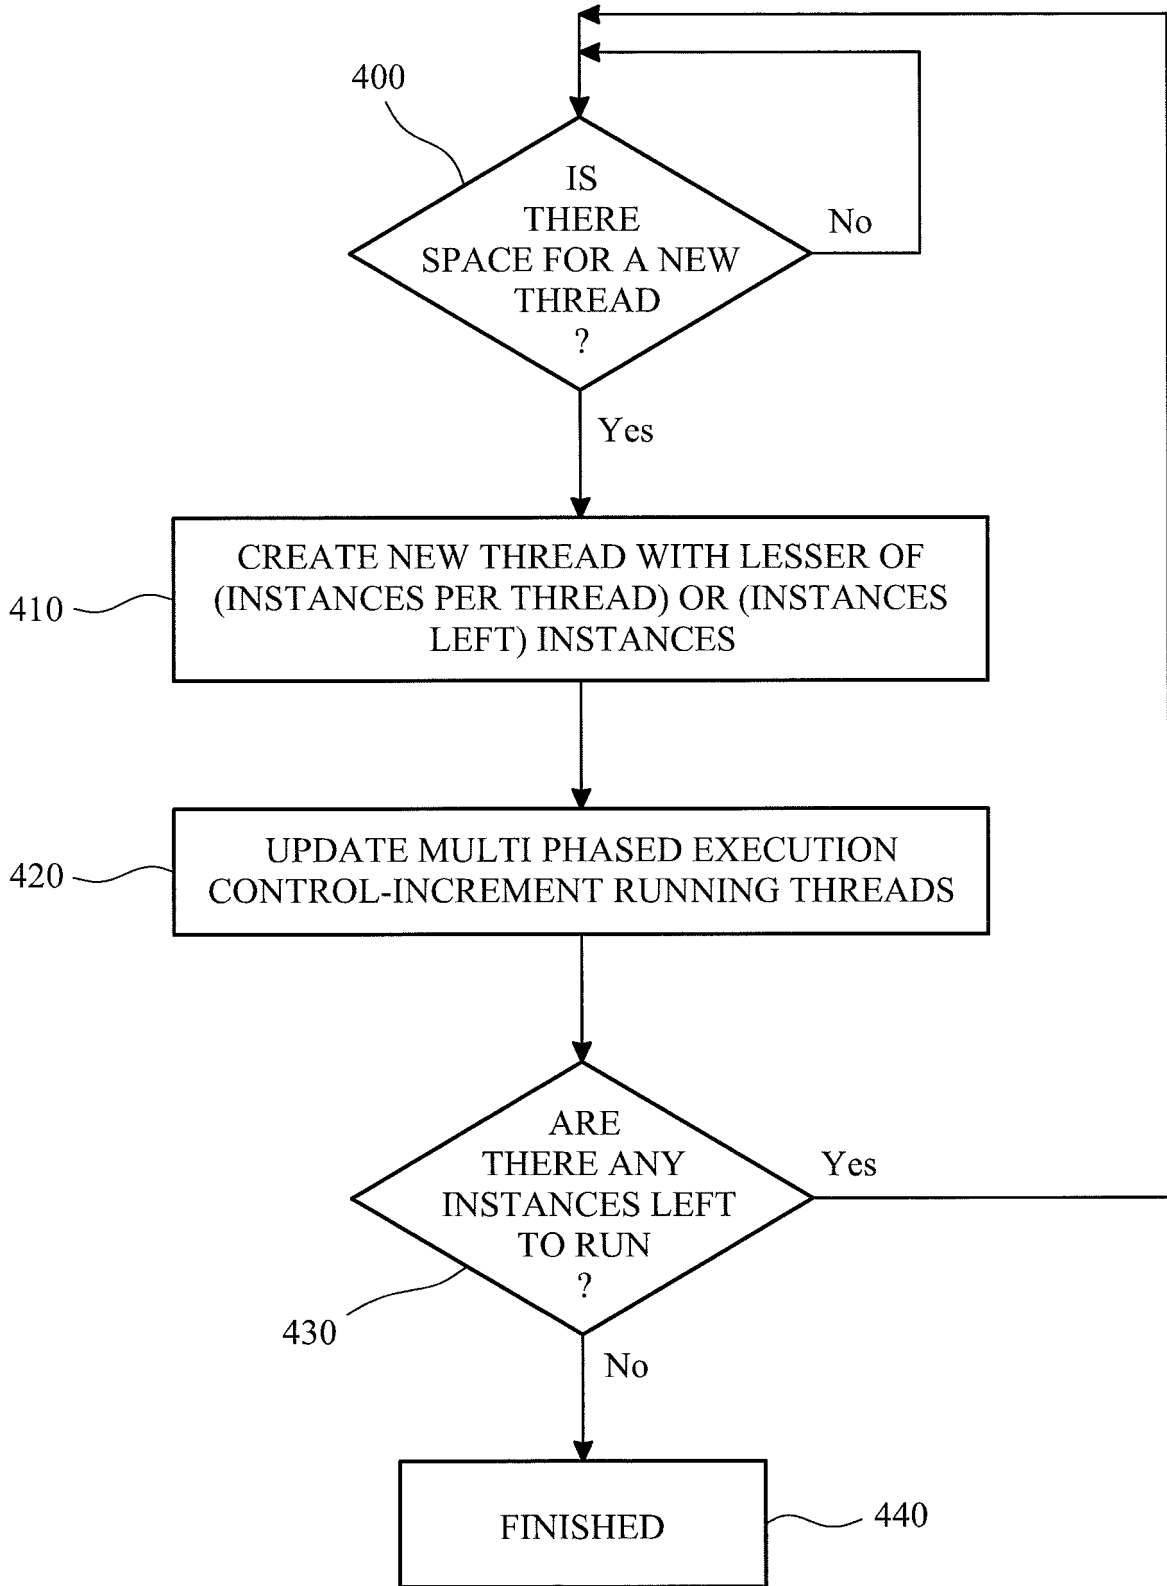 400
IS
THERE
SPACE FOR A NEW
THREAD
?
No
Yes
410
CREATE NEW THREAD WITH LESSER OF
(INSTANCES PER THREAD) OR (INSTANCES
LEFT) INSTANCES
420
UPDATE MULTI PHASED EXECUTION
CONTROL-INCREMENT RUNNING THREADS
ARE
THERE ANY
INSTANCES LEFT
TO RUN
?
Yes
430
No
FINISHED
440